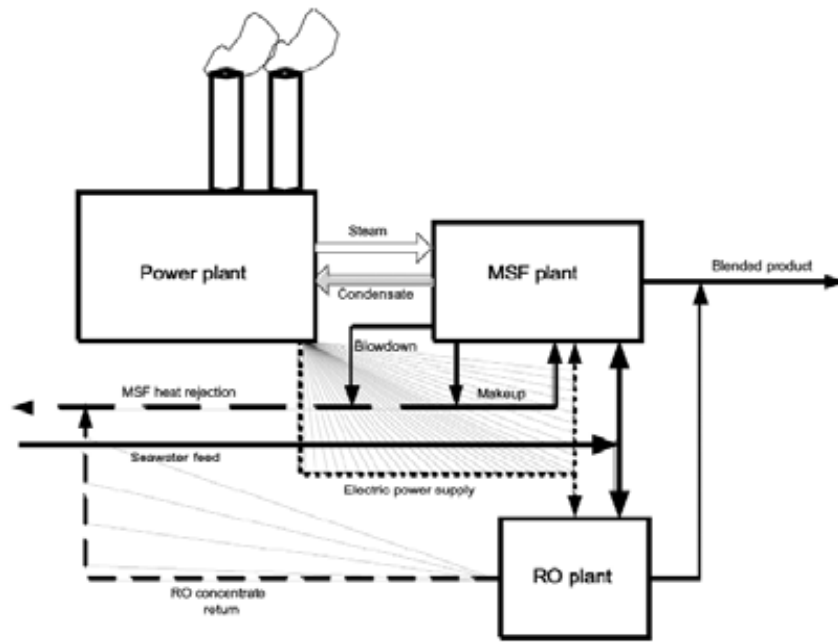 Steam
Power plant
MSF plant
Blended product
Condensate
Blowdown
MSF heat rejection
Makeup
Seawater feed
Electric power supply
RO plant
RO concentrate
return